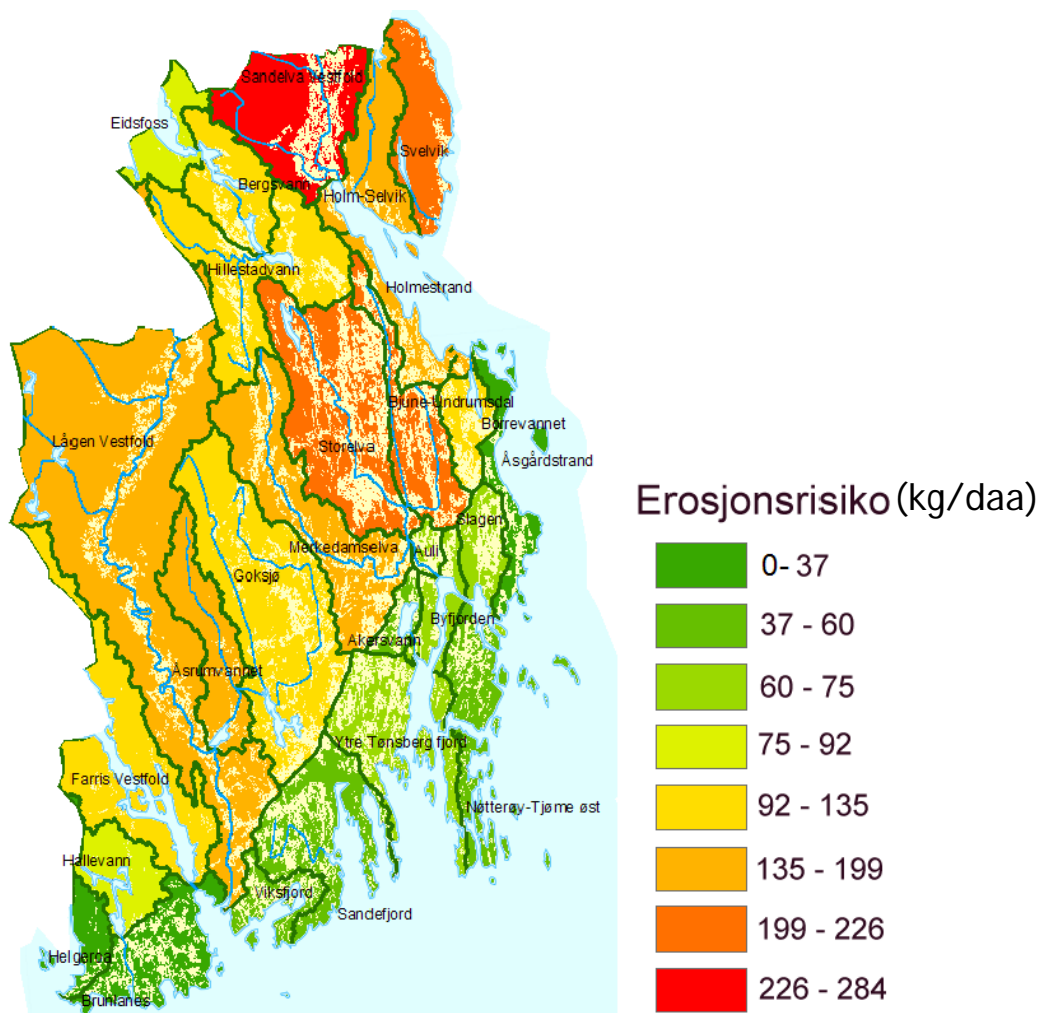 Sandelva Vestfold
Eidsfoss
Svelvik
Bergsvann
Holm-Selvik
Hillestadvann
Holmestrand
Bjune-Undrumsdal
Borrevannet
Lågen Vestfold
Storelva
Åsgårdstrand
Slagen
Merkedamselva
Auli
Goksjø
Byfjorden
Akersvann
Åsrumvannet
Ytre Tønsberg fjord
Farris Vestfold
Nøtterøy-Tjøme øst
Hallevann
Viksfjord
Sandefjord
Helgeroa
Brunlanes
Erosjonsrisiko (kg/daa)
0- 37
37 - 60
60 - 75
75 - 92
92 - 135
135 - 199
199 - 226
226 - 284